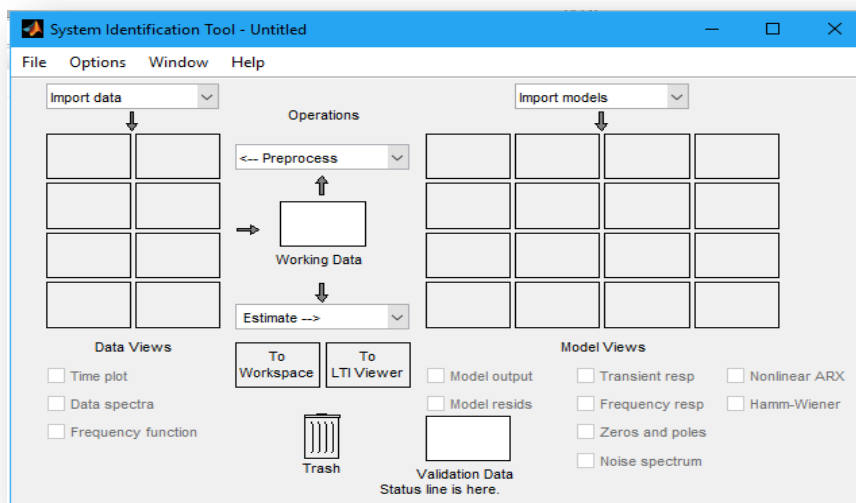 System Identification Tool - Untitled
File Options Window Help
Import data
Import models
Operations
<-- Preprocess
Working Data
Estimate -->
Data Views
Model Views
To Workspace
To LTI Viewer
Time plot
Data spectra
Frequency function
Model output
Model resids
Transient resp
Frequency resp
Zeros and poles
Noise spectrum
Nonlinear ARX
Hamm-Wiener
Trash
Validation Data
Status line is here.